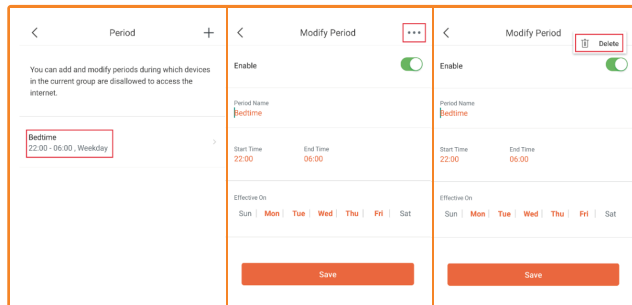 Period
You can add and modify periods during which devices
in the current group are disallowed to access the
internet.
Bedtime
22:00 - 06:00 , Weekday
Modify Period
Enable
Period Name
Bedtime
Start Time End Time
22:00 06:00
Effective On
Sun Mon Tue Wed Thu Fri Sat
Save
Modify Period
Delete
Enable
Period Name
Bedtime
Start Time End Time
22:00 06:00
Effective On
Sun Mon Tue Wed Thu Fri Sat
Save